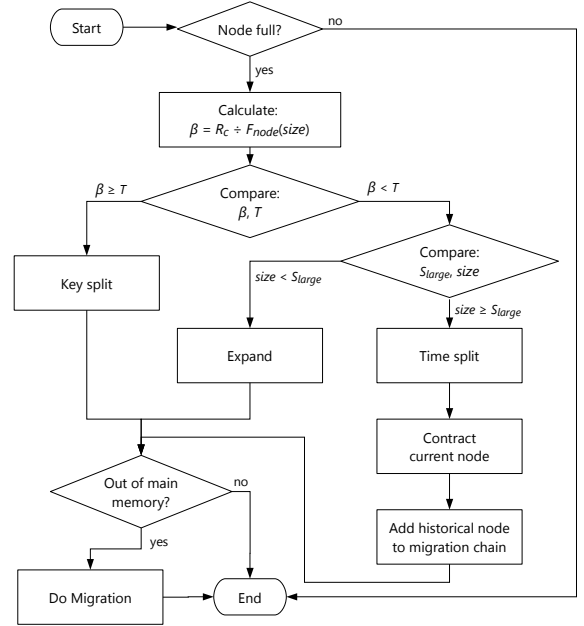 Start
Node full?
no
yes
Calculate:
β = Rc ÷ Fnode(size)
β ≥ T
Compare:
β, T
β < T
Compare:
Slarge, size
Key split
size < Slarge
size ≥ Slarge
Expand
Time split
Contract
current node
Out of main
memory?
no
yes
Add historical node
to migration chain
Do Migration
End